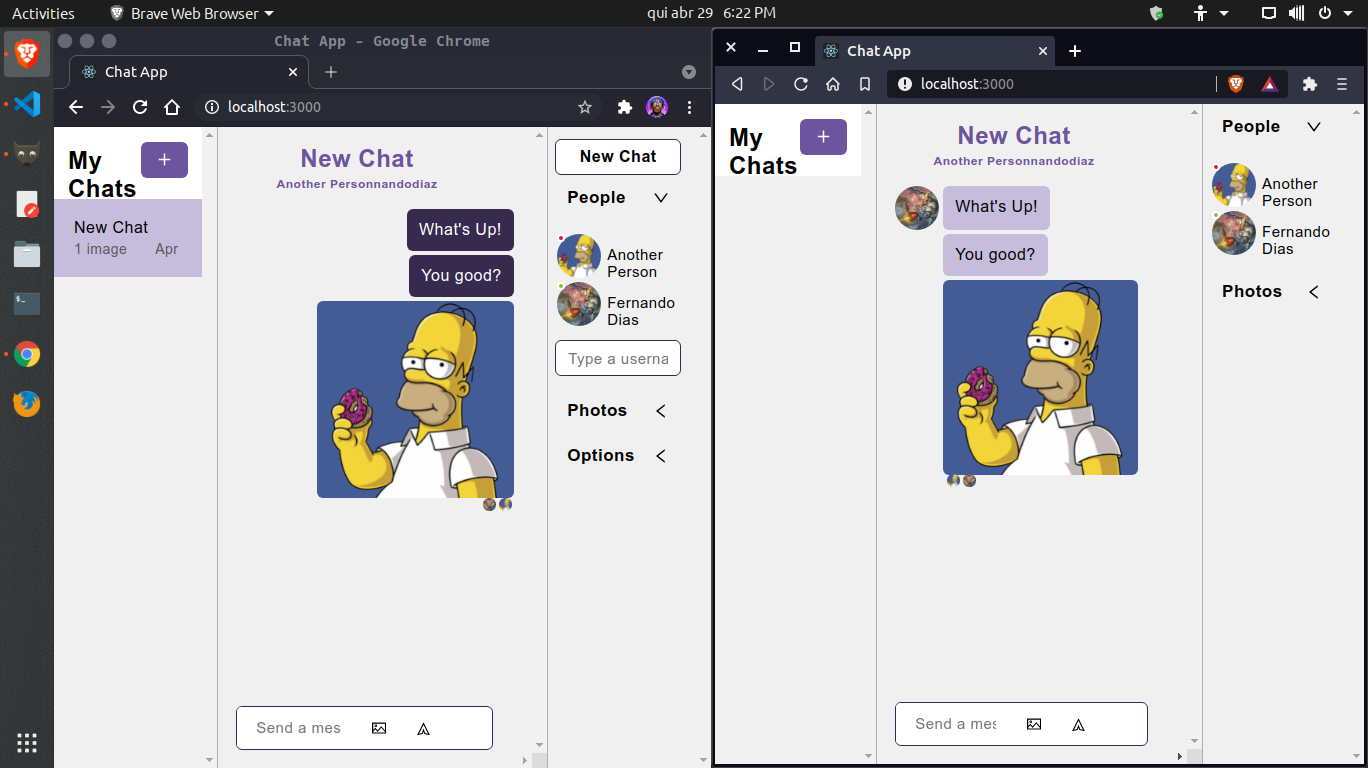 Activities
Brave Web Browser
qui abr 29 6:22 PM
Chat App - Google Chrome
Chat App
localhost:3000
My
Chats
+
New Chat
1 image Apr
New Chat
Another Personnandodiaz
What's Up!
You good?
Send a mes
New Chat
People
Another
Person
Fernando
Dias
Type a userna
Photos
Options
Chat App
localhost:3000
My
Chats
+
New Chat
Another Personnandodiaz
What's Up!
You good?
Send a mes
People
Another
Person
Fernando
Dias
Photos